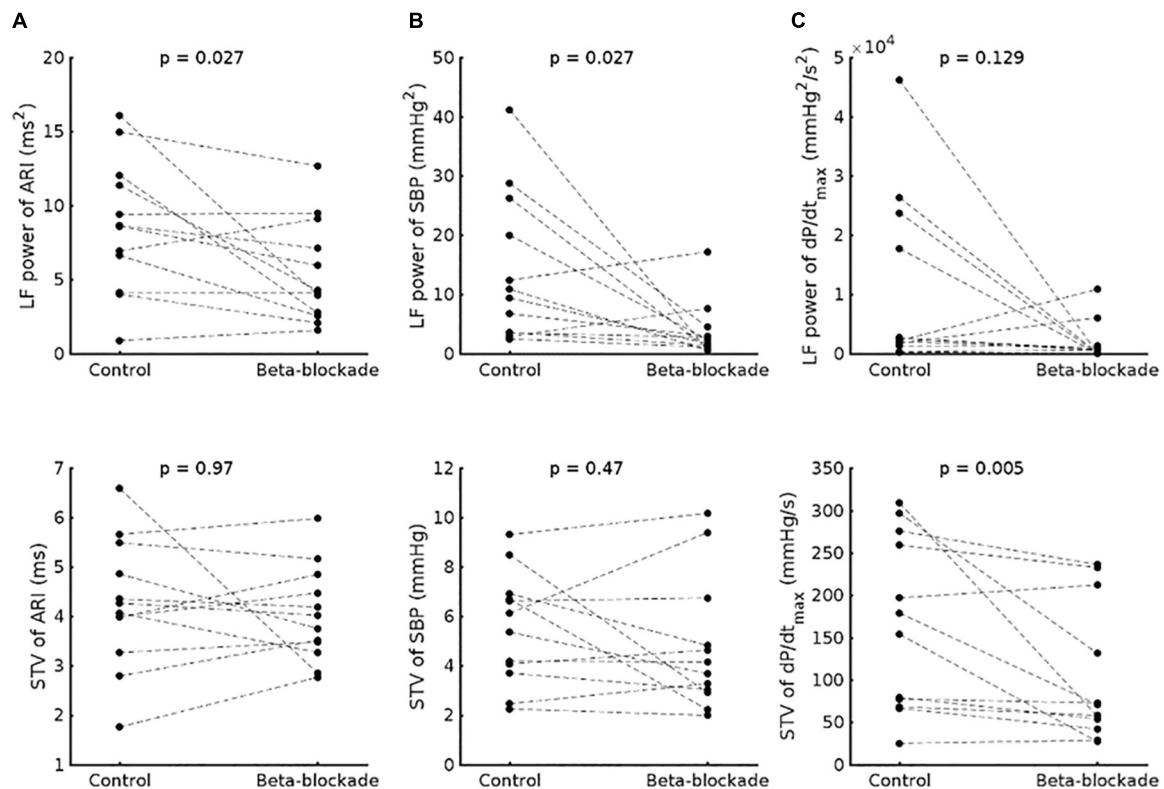 A
B
C
p = 0.027
20
15
10
5
0
LF power of ARI (ms²)
Control
Beta-blockade
p = 0.027
50
40
30
20
10
0
LF power of SBP (mmHg²)
Control
Beta-blockade
×10⁴
p = 0.129
5
4
3
2
1
0
LF power of dP/dtmax (mmHg²/s²)
Control
Beta-blockade
p = 0.97
7
6
5
4
3
2
1
STV of ARI (ms)
Control
Beta-blockade
p = 0.47
12
10
8
6
4
2
0
STV of SBP (mmHg)
Control
Beta-blockade
p = 0.005
350
300
250
200
150
100
50
0
STV of dP/dtmax (mmHg/s)
Control
Beta-blockade